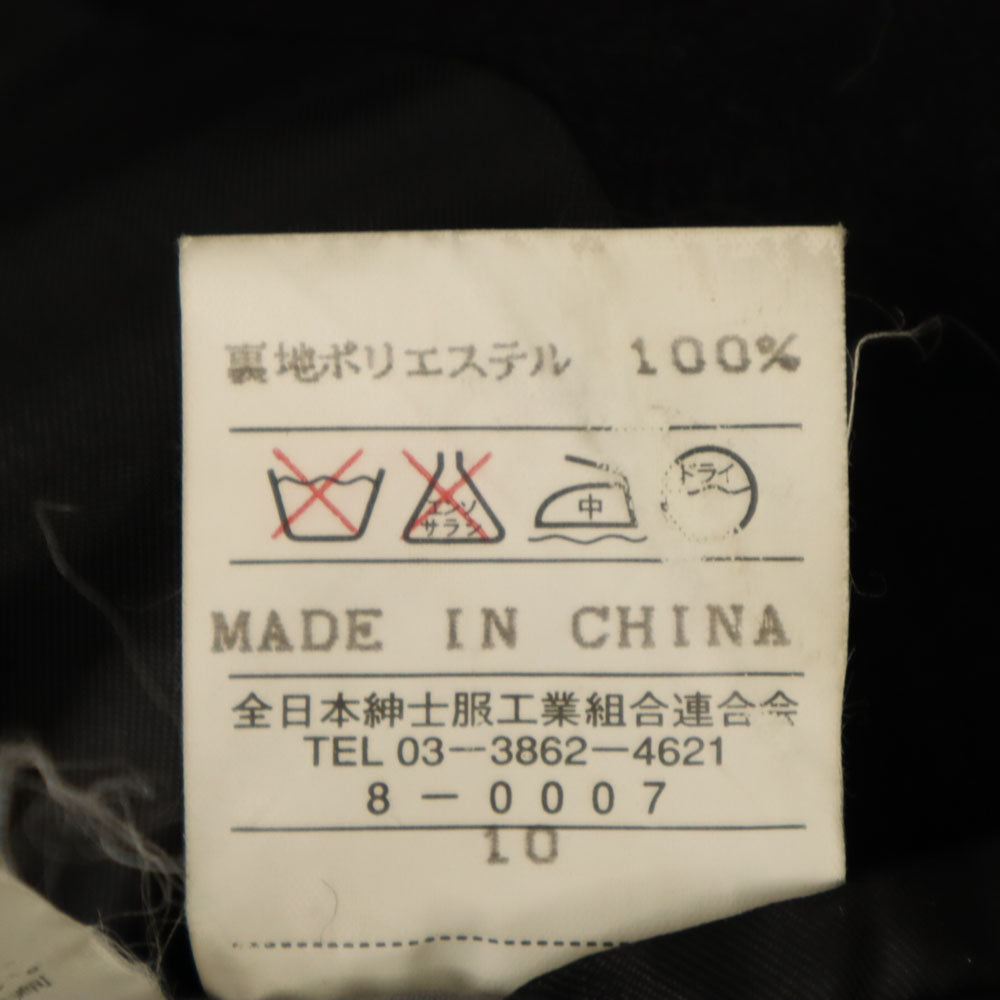 裏地ポリエステル 100%
エンソ
サラシ
中
ドライ
MADE IN CHINA
全日本紳士服工業組合連合会
TEL 03—3862—4621
8－0007
10